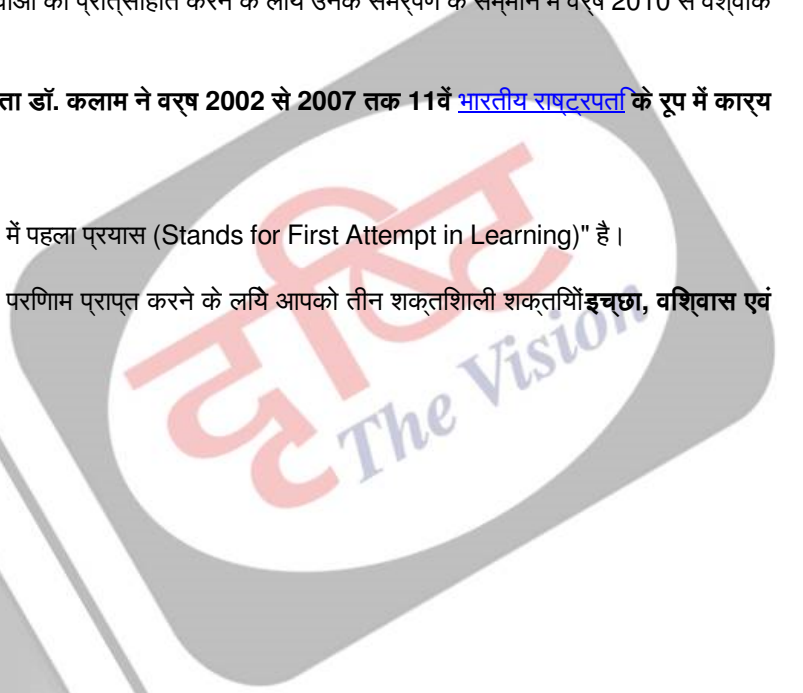 को प्रोत्साहित करने के लिये उनके समर्पण के सम्मान में वर्ष 2010 से वैश्विक
डॉ. कलाम ने वर्ष 2002 से 2007 तक 11वें भारतीय राष्ट्रपति के रूप में कार्य
में पहला प्रयास (Stands for First Attempt in Learning)" है।
परिणाम प्राप्त करने के लिये आपको तीन शक्तिशाली शक्तियों इच्छा, विश्वास एवं
दृष्टि
The Vision